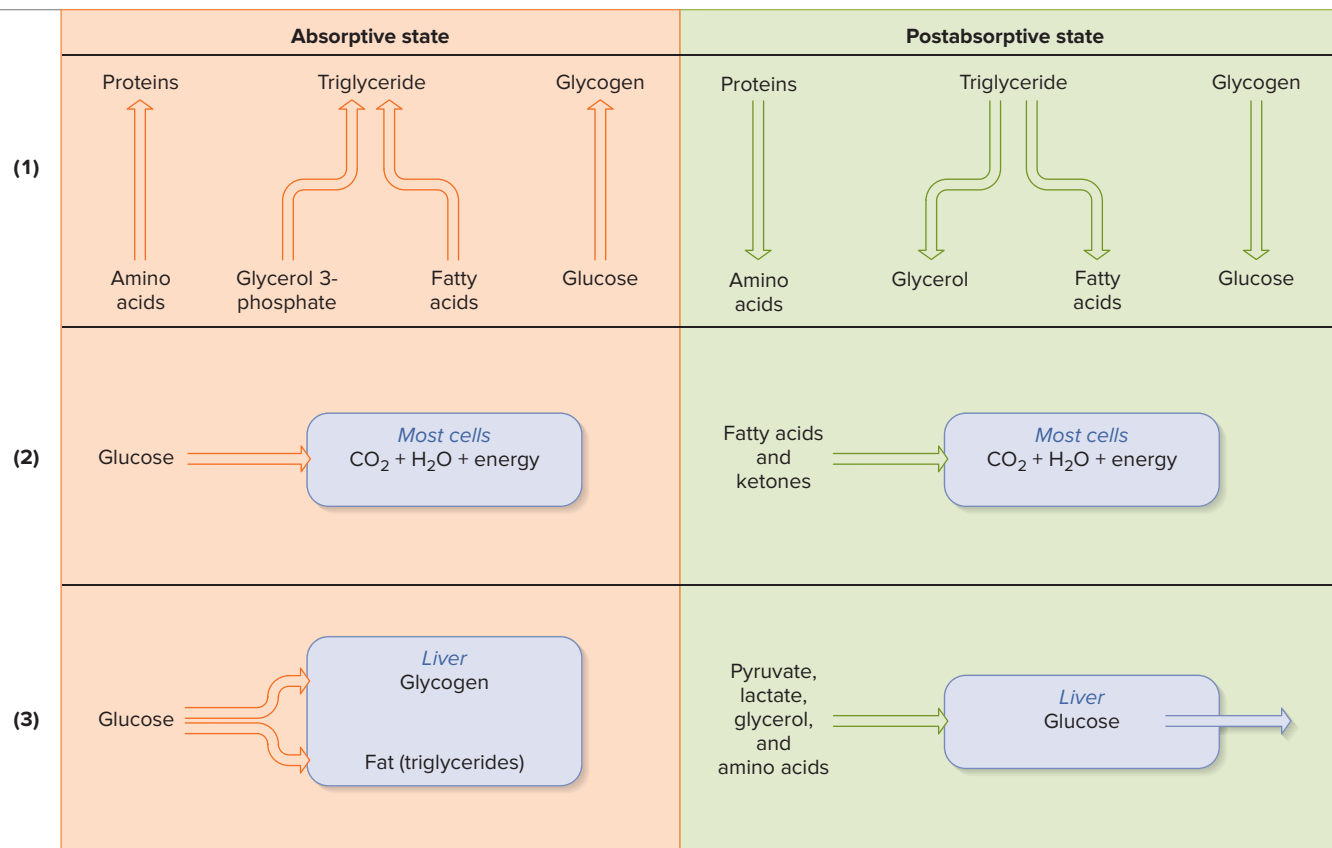 Absorptive state
Postabsorptive state
(1)
Proteins
Triglyceride
Glycogen
Amino
acids
Glycerol 3-
phosphate
Fatty
acids
Glucose
Proteins
Triglyceride
Glycogen
Amino
acids
Glycerol
Fatty
acids
Glucose
(2)
Glucose
Most cells
CO₂ + H₂O + energy
Fatty acids
and
ketones
Most cells
CO₂ + H₂O + energy
(3)
Glucose
Liver
Glycogen
Fat (triglycerides)
Pyruvate,
lactate,
glycerol,
and
amino acids
Liver
Glucose